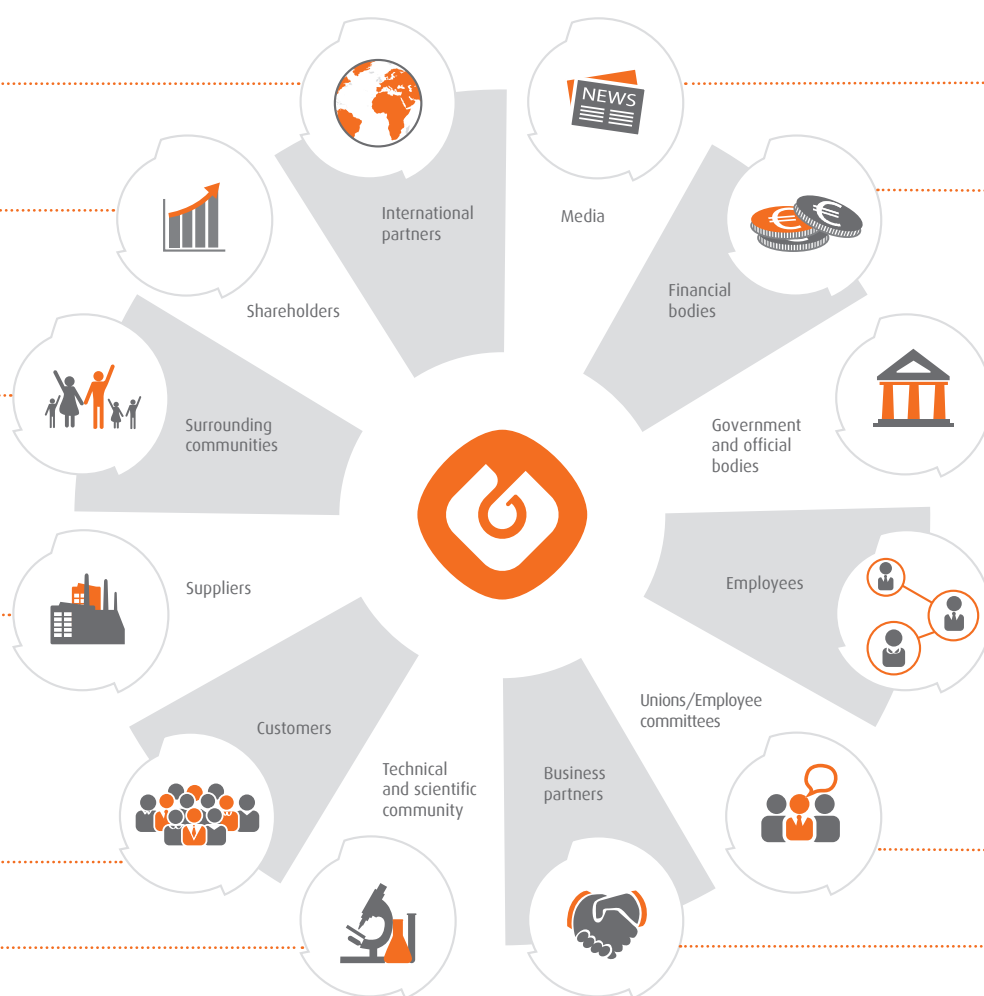 NEWS
International
partners
Media
Financial
bodies
Shareholders
Surrounding
communities
Government
and official
bodies
Suppliers
Employees
Unions/Employee
committees
Customers
Technical
and scientific
community
Business
partners